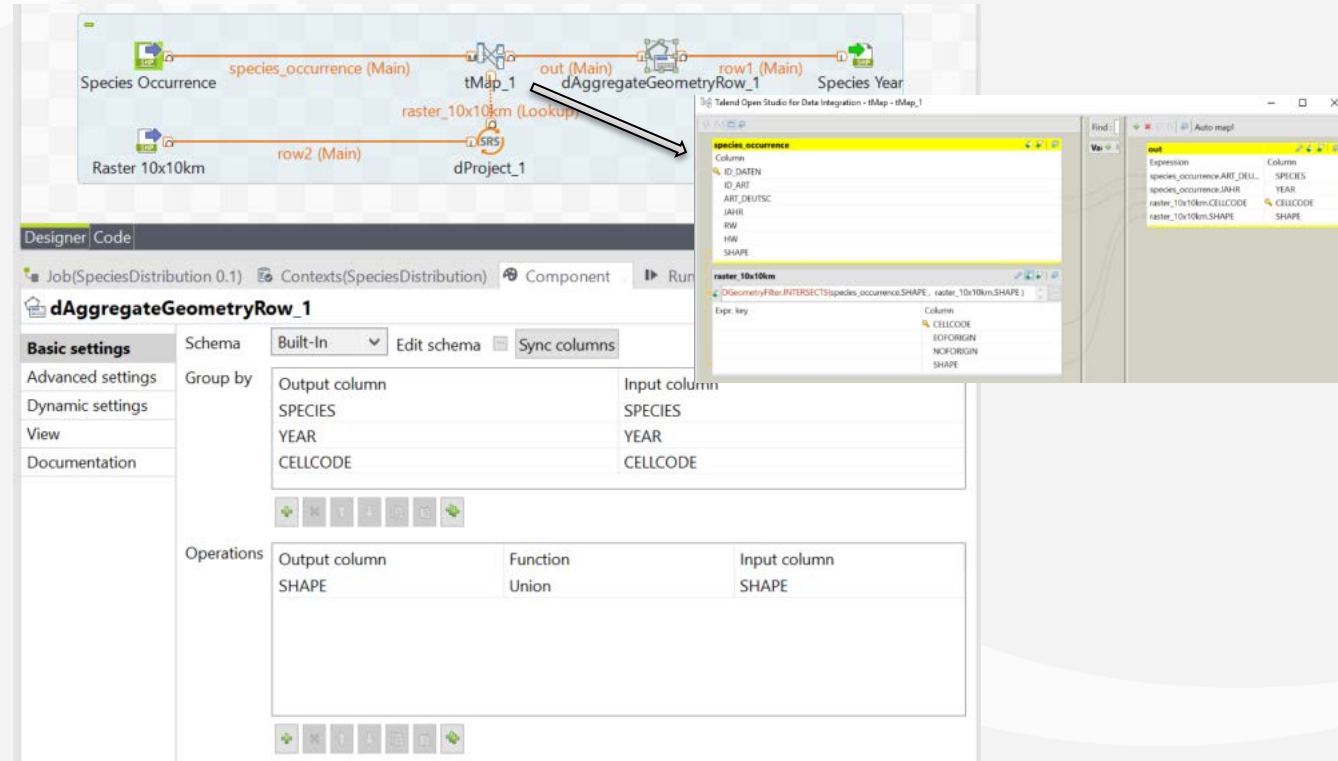 species_occurrence (Main)
out (Main)
row1 (Main)
Species Occurrence
tMap_1
dAggregateGeometryRow_1
Species Year
raster_10x10km (Lookup)
SRS
row2 (Main)
Raster 10x10km
dProject_1
Talend Open Studio for Data Integration - tMap - tMap_1
Find:
Auto map!
species_occurrence
Column
ID_DATEN
ID_ART
ART_DEUTSC
JAHR
RW
HW
SHAPE
raster_10x10km
DGeometryFilter.INTERSECTS(species_occurrence.SHAPE , raster_10x10km.SHAPE )
Expr. key Column
CELLCODE
EOFORIGIN
NOFORIGIN
SHAPE
out
Expression Column
species_occurrence.ART_DEU... SPECIES
species_occurrence.JAHR YEAR
raster_10x10km.CELLCODE CELLCODE
raster_10x10km.SHAPE SHAPE
Designer Code
Job(SpeciesDistribution 0.1) Contexts(SpeciesDistribution) Component Run
dAggregateGeometryRow_1
Basic settings
Advanced settings
Dynamic settings
View
Documentation
Schema Built-In Edit schema Sync columns
Group by
Output column Input column
SPECIES SPECIES
YEAR YEAR
CELLCODE CELLCODE
Operations
Output column Function Input column
SHAPE Union SHAPE